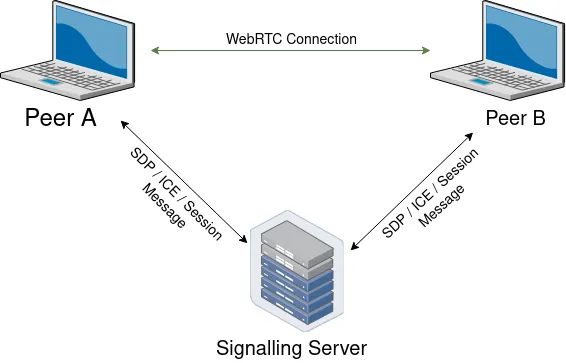 WebRTC Connection
Peer A
Peer B
SDP / ICE / Session
Message
SDP / ICE / Session
Message
Signalling Server